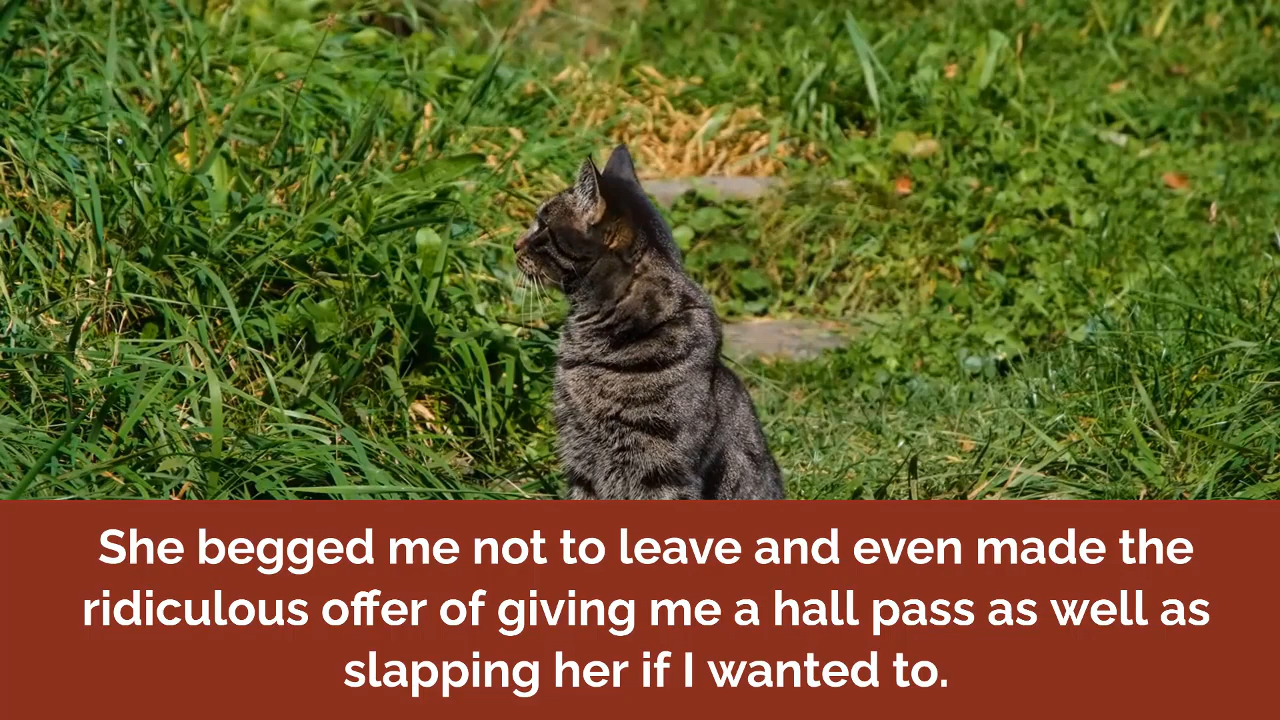 She begged me not to leave and even made the
ridiculous offer of giving me a hall pass as well as
slapping her if I wanted to.